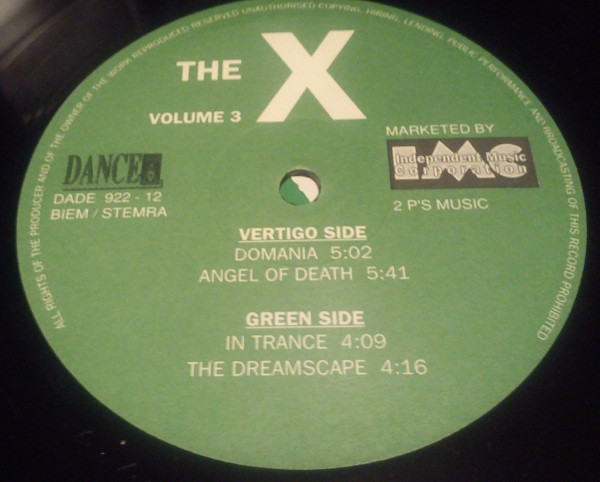 ALL RIGHTS OF THE PRODUCER AND OF THE OWNER OF THE WORK REPRODUCED RESERVED UNAUTHORISED COPYING, HIRING, LENDING, PUBLIC PERFORMANCE AND BROADCASTING OF THIS RECORD PROHIBITED
THE X
VOLUME 3
MARKETED BY
IMC
Independent Music
Corporation
2 P'S MUSIC
DANCE
DADE 922 - 12
BIEM / STEMRA
VERTIGO SIDE
DOMANIA 5:02
ANGEL OF DEATH 5:41
GREEN SIDE
IN TRANCE 4:09
THE DREAMSCAPE 4:16